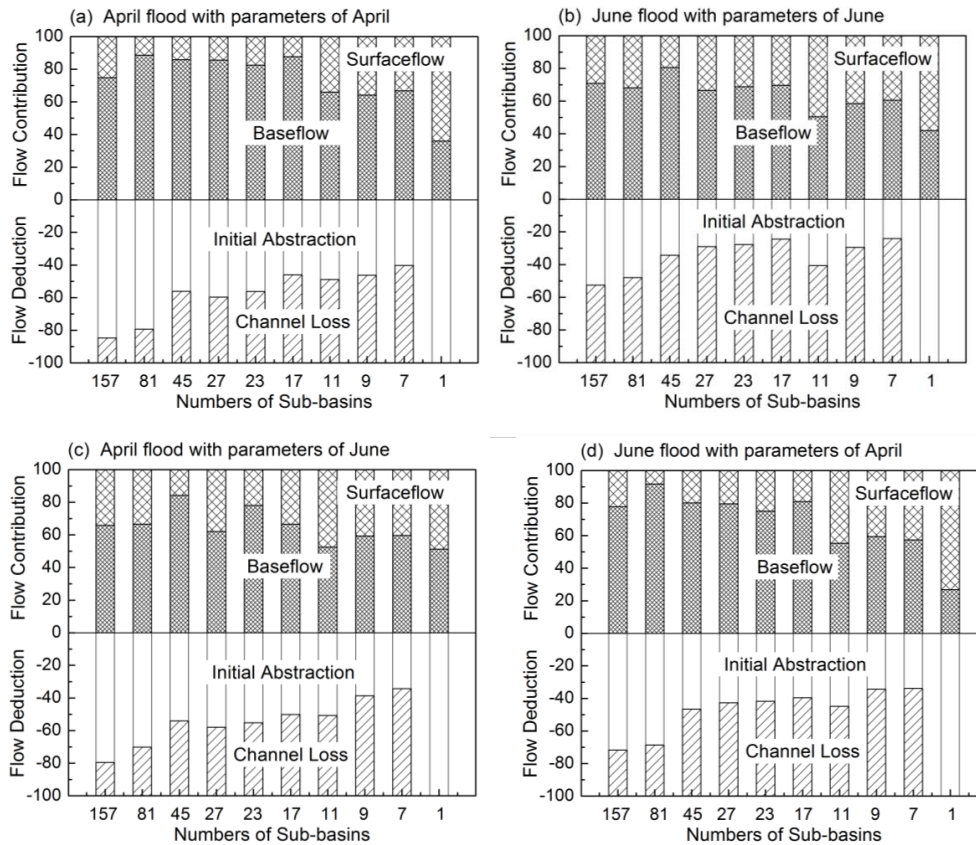 (a) April flood with parameters of April
Flow Contribution
Flow Deduction
100
80
60
40
20
0
-20
-40
-60
-80
-100
Surfaceflow
Baseflow
Initial Abstraction
Channel Loss
157 81 45 27 23 17 11 9 7 1
Numbers of Sub-basins
(b) June flood with parameters of June
Flow Contribution
Flow Deduction
100
80
60
40
20
0
-20
-40
-60
-80
-100
Surfaceflow
Baseflow
Initial Abstraction
Channel Loss
157 81 45 27 23 17 11 9 7 1
Numbers of Sub-basins
(c) April flood with parameters of June
Flow Contribution
Flow Deduction
100
80
60
40
20
0
-20
-40
-60
-80
-100
Surfaceflow
Baseflow
Initial Abstraction
Channel Loss
157 81 45 27 23 17 11 9 7 1
Numbers of Sub-basins
(d) June flood with parameters of April
Flow Contribution
Flow Deduction
100
80
60
40
20
0
-20
-40
-60
-80
-100
Surfaceflow
Baseflow
Initial Abstraction
Channel Loss
157 81 45 27 23 17 11 9 7 1
Numbers of Sub-basins